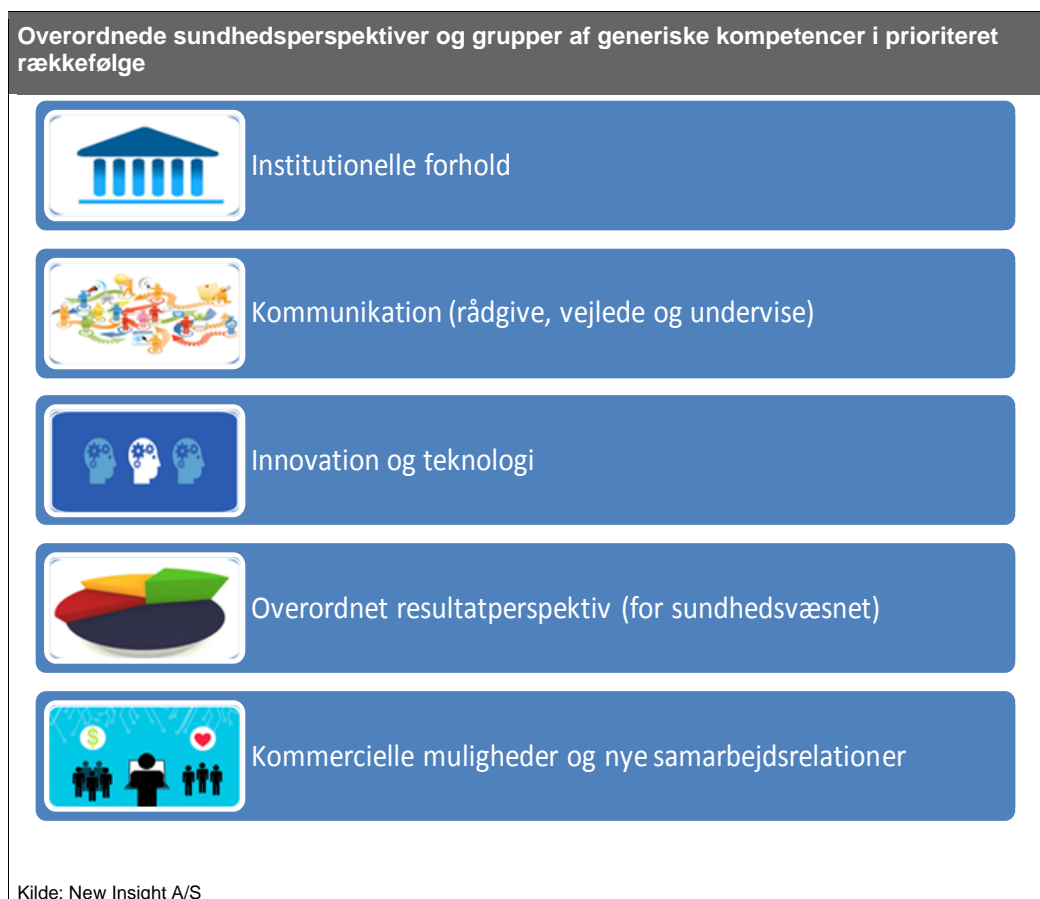 Overordnede sundhedsperspektiver og grupper af generiske kompetencer i prioriteret
rækkefølge
Institutionelle forhold
Kommunikation (rådgive, vejlede og undervise)
Innovation og teknologi
Overordnet resultatperspektiv (for sundhedsvæsnet)
$
Kommercielle muligheder og nye samarbejdsrelationer
Kilde: New Insight A/S